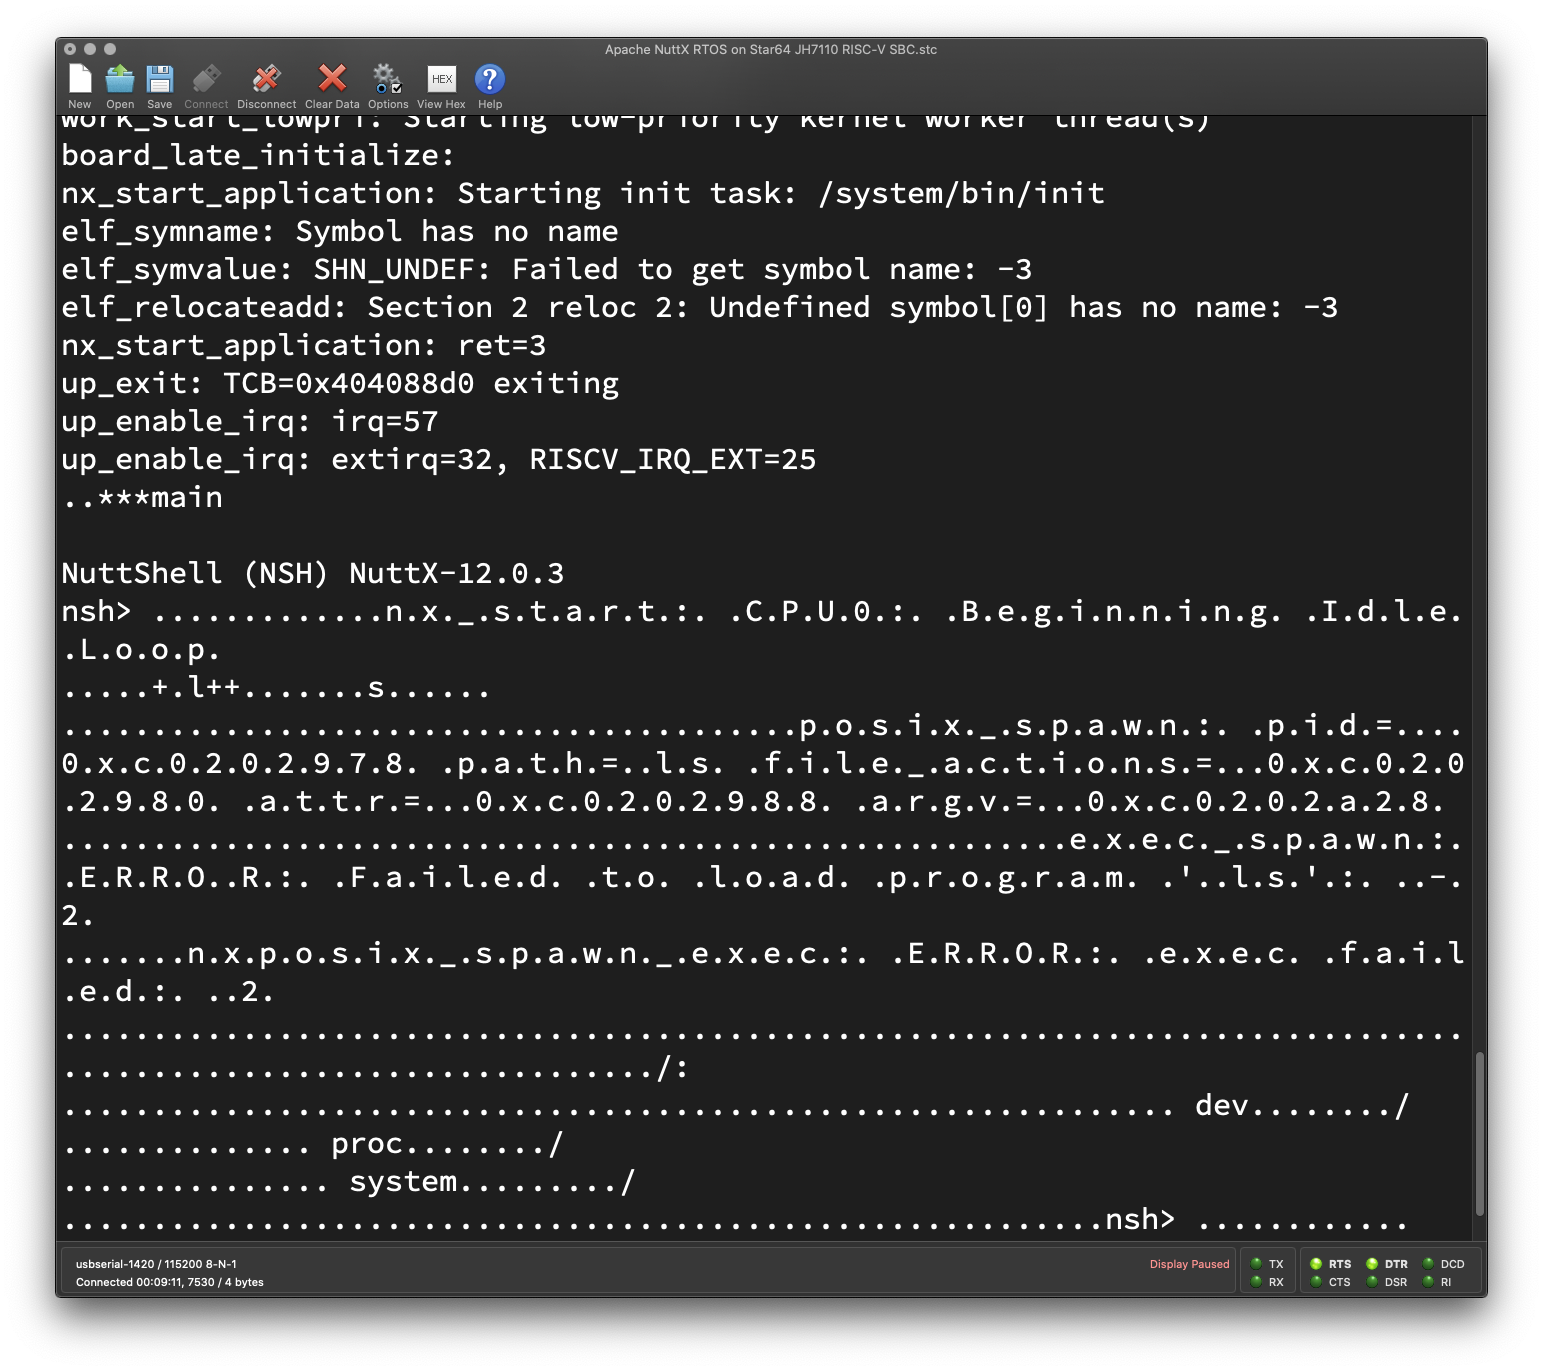 Apache NuttX RTOS on Star64 JH7110 RISC-V SBC.stc
New Open Save Connect Disconnect Clear Data Options View Hex Help
HEX
work_start_lowpri: Starting low-priority kernel worker thread(s)
board_late_initialize:
nx_start_application: Starting init task: /system/bin/init
elf_symname: Symbol has no name
elf_symvalue: SHN_UNDEF: Failed to get symbol name: -3
elf_relocateadd: Section 2 reloc 2: Undefined symbol[0] has no name: -3
nx_start_application: ret=3
up_exit: TCB=0x404088d0 exiting
up_enable_irq: irq=57
up_enable_irq: extirq=32, RISCV_IRQ_EXT=25
..***main
NuttShell (NSH) NuttX-12.0.3
nsh> .............n.x._.s.t.a.r.t.:. .C.P.U.0.:. .B.e.g.i.n.n.i.n.g. .I.d.l.e.
.L.o.o.p.
.....+.l++.......s......
.........................................p.o.s.i.x._.s.p.a.w.n.:. .p.i.d.=....
0.x.c.0.2.0.2.9.7.8. .p.a.t.h.=..l.s. .f.i.l.e._.a.c.t.i.o.n.s.=...0.x.c.0.2.0
.2.9.8.0. .a.t.t.r.=...0.x.c.0.2.0.2.9.8.8. .a.r.g.v.=...0.x.c.0.2.0.2.a.2.8.
........................................................e.x.e.c._.s.p.a.w.n.:.
.E.R.R.O..R.:. .F.a.i.l.e.d. .t.o. .l.o.a.d. .p.r.o.g.r.a.m. .'..l.s.'.:. ..-.
2.
.......n.x.p.o.s.i.x._.s.p.a.w.n._.e.x.e.c.:. .E.R.R.O.R.:. .e.x.e.c. .f.a.i.l
.e.d.:. ..2.
..............................................................................
................................./:
.............................................................. dev......../
.............. proc......../
............... system........./
..........................................................nsh> ............
usbserial-1420 / 115200 8-N-1
Connected 00:09:11, 7530 / 4 bytes
Display Paused
TX RTS DTR DCD
RX CTS DSR RI